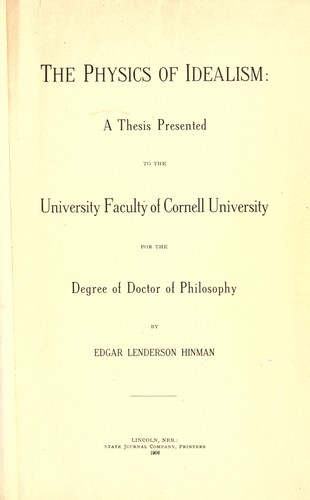 THE PHYSICS OF IDEALISM:
A Thesis Presented
TO THE
University Faculty of Cornell University
FOR THE
Degree of Doctor of Philosophy
BY
EDGAR LENDERSON HINMAN
LINCOLN, NEB.:
STATE JOURNAL COMPANY, PRINTERS
1906